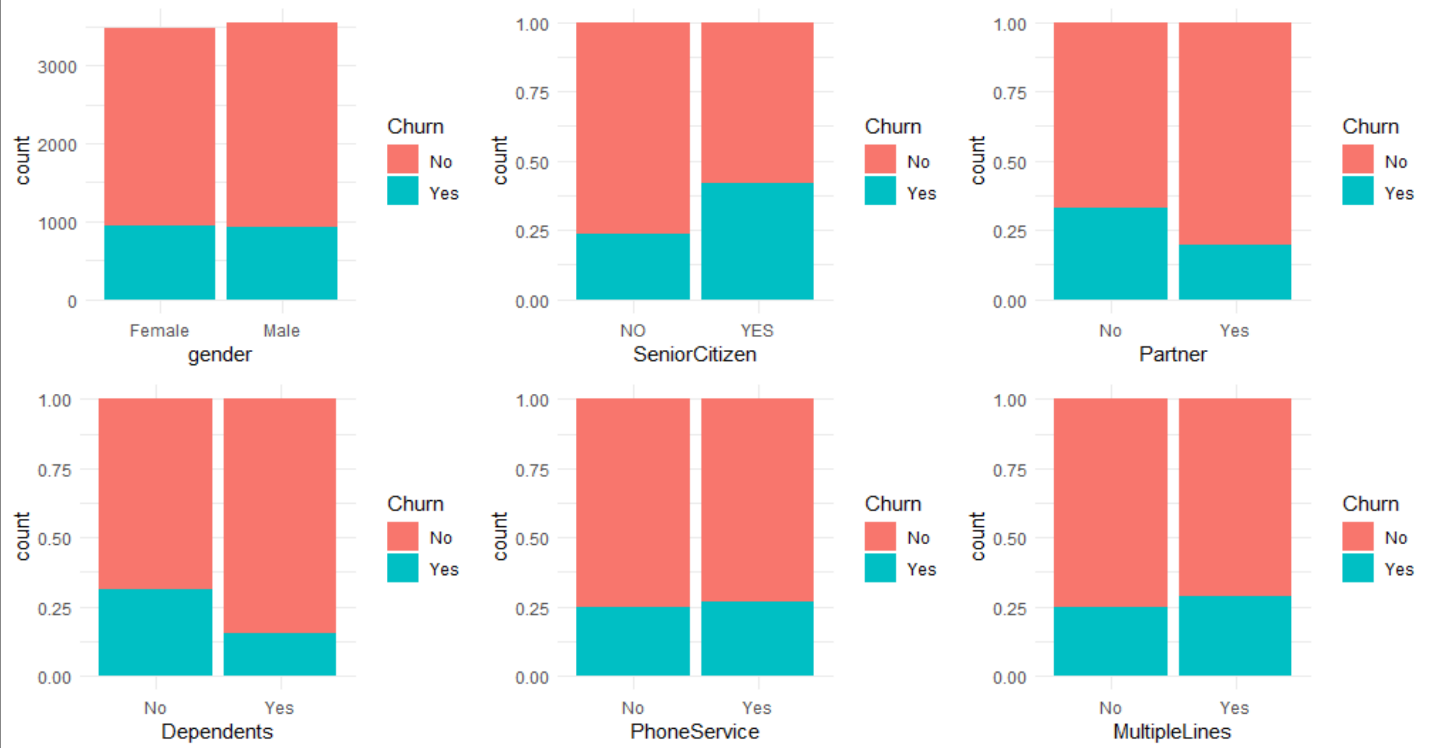 count
3000
2000
1000
0
Female Male
gender
Churn
No
Yes
count
1.00
0.75
0.50
0.25
0.00
NO YES
SeniorCitizen
Churn
No
Yes
count
1.00
0.75
0.50
0.25
0.00
No Yes
Partner
Churn
No
Yes
count
1.00
0.75
0.50
0.25
0.00
No Yes
Dependents
Churn
No
Yes
count
1.00
0.75
0.50
0.25
0.00
No Yes
PhoneService
Churn
No
Yes
count
1.00
0.75
0.50
0.25
0.00
No Yes
MultipleLines
Churn
No
Yes